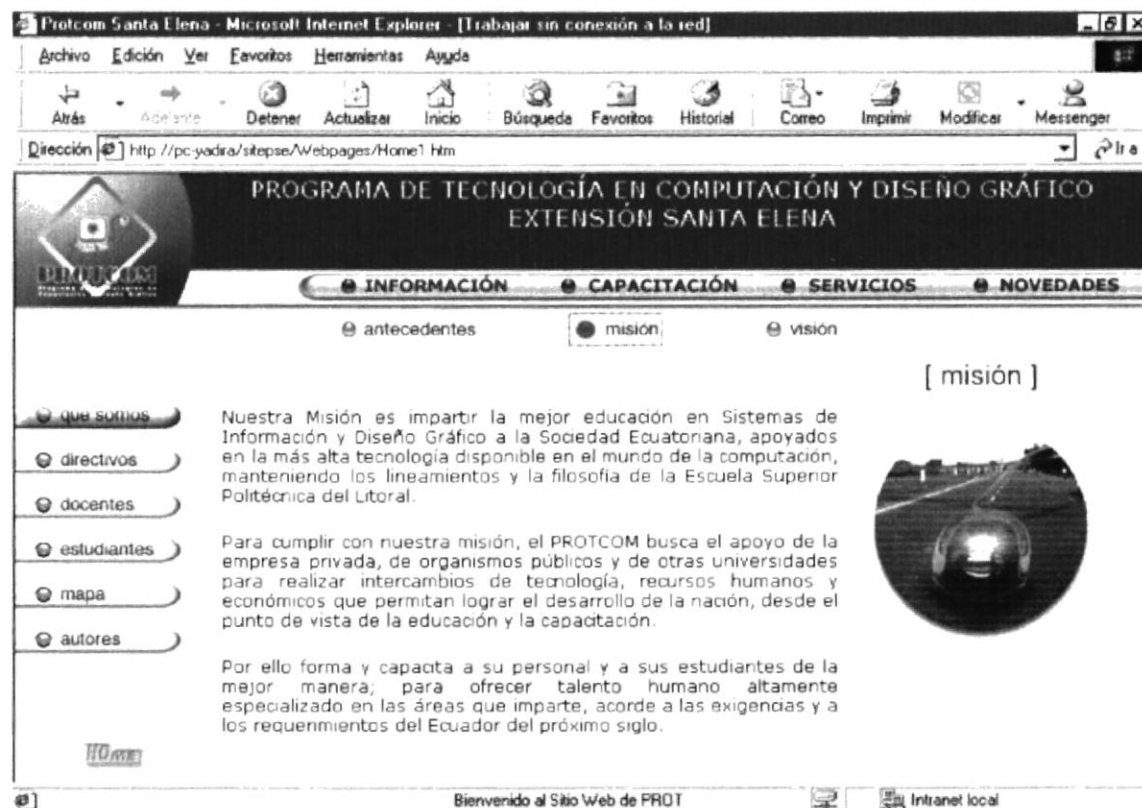 Protcom Santa Elena - Microsoft Internet Explorer - [Trabajar sin conexión a la red]
Archivo Edición Ver Favoritos Herramientas Ayuda
Atrás Adelante Detener Actualizar Inicio Búsqueda Favoritos Historial Correo Imprimir Modificar Messenger
Dirección http //pc-yadira/sitepse/Webpages/Home1 htm Ir a
PROGRAMA DE TECNOLOGÍA EN COMPUTACIÓN Y DISEÑO GRÁFICO
EXTENSIÓN SANTA ELENA
PROTCOM
INFORMACIÓN CAPACITACIÓN SERVICIOS NOVEDADES
antecedentes misión visión
[ misión ]
que somos
directivos
docentes
estudiantes
mapa
autores
Nuestra Misión es impartir la mejor educación en Sistemas de
Información y Diseño Gráfico a la Sociedad Ecuatoriana, apoyados
en la más alta tecnología disponible en el mundo de la computación,
manteniendo los lineamientos y la filosofía de la Escuela Superior
Politécnica del Litoral.
Para cumplir con nuestra misión, el PROTCOM busca el apoyo de la
empresa privada, de organismos públicos y de otras universidades
para realizar intercambios de tecnología, recursos humanos y
económicos que permitan lograr el desarrollo de la nación, desde el
punto de vista de la educación y la capacitación.
Por ello forma y capacita a su personal y a sus estudiantes de la
mejor manera; para ofrecer talento humano altamente
especializado en las áreas que imparte, acorde a las exigencias y a
los requerimientos del Ecuador del próximo siglo.
HOME
Bienvenido al Sitio Web de PROT Intranet local